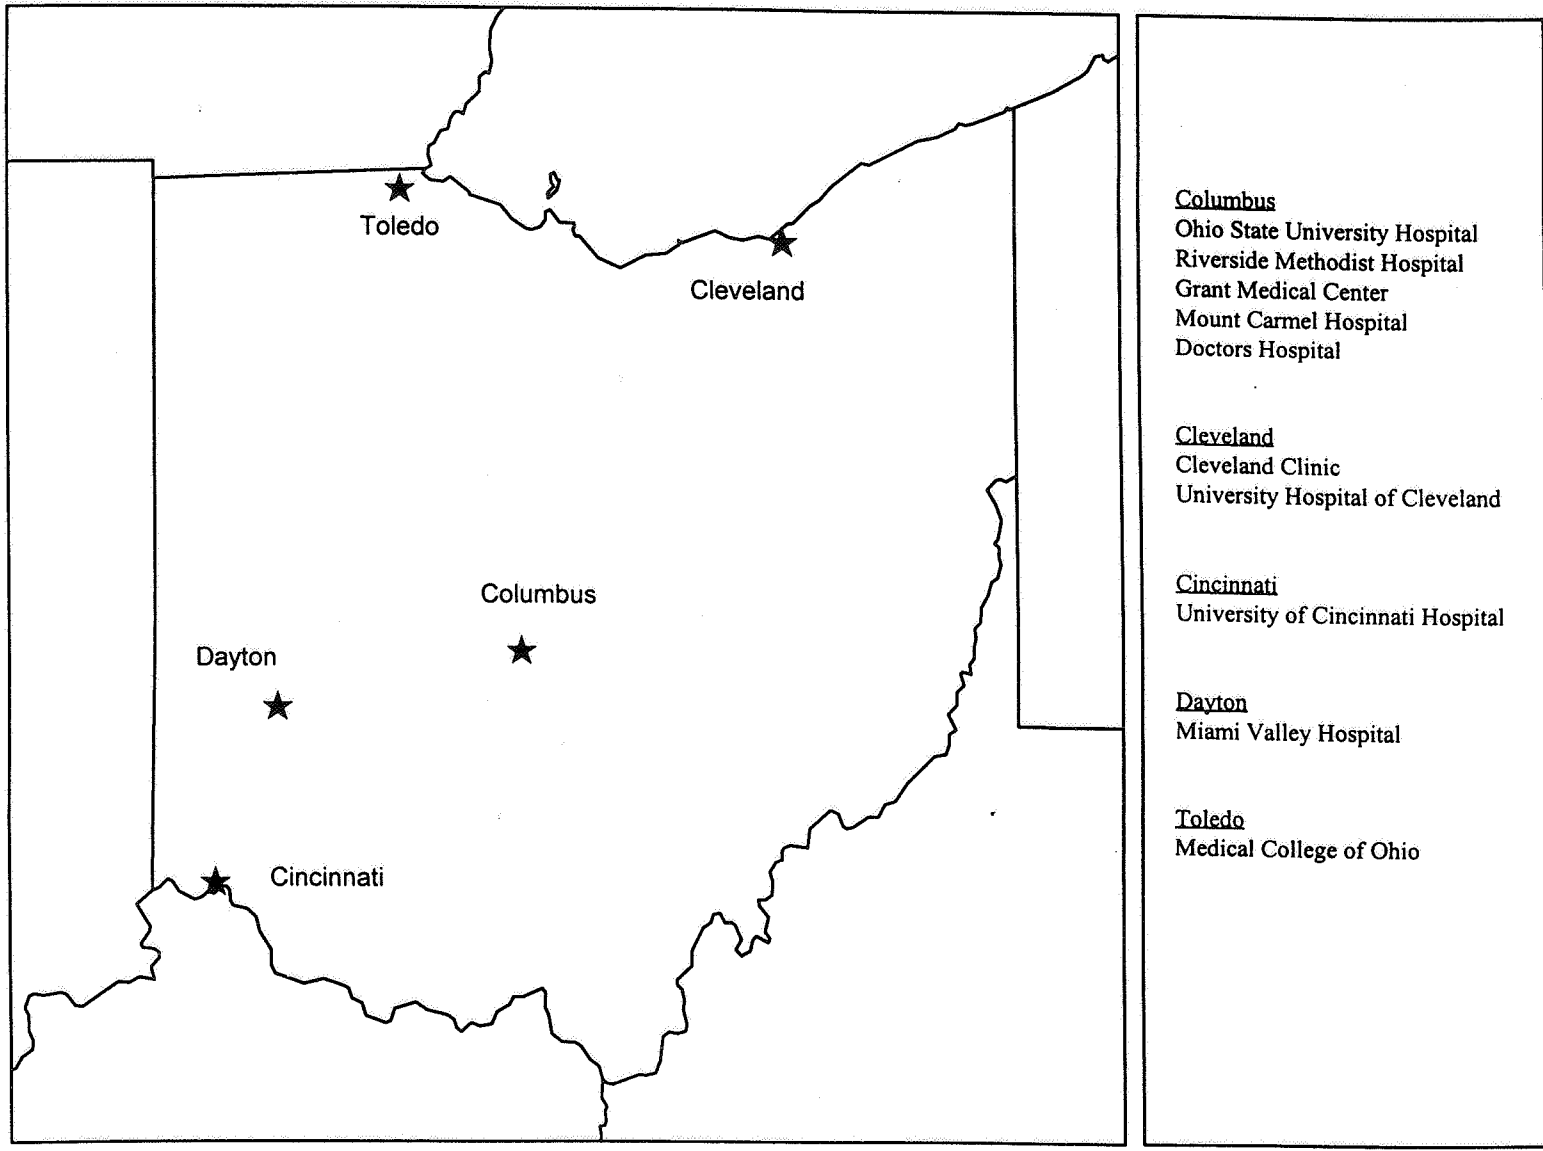 Toledo
Cleveland
Columbus
Dayton
Cincinnati
Columbus
Ohio State University Hospital
Riverside Methodist Hospital
Grant Medical Center
Mount Carmel Hospital
Doctors Hospital
Cleveland
Cleveland Clinic
University Hospital of Cleveland
Cincinnati
University of Cincinnati Hospital
Dayton
Miami Valley Hospital
Toledo
Medical College of Ohio